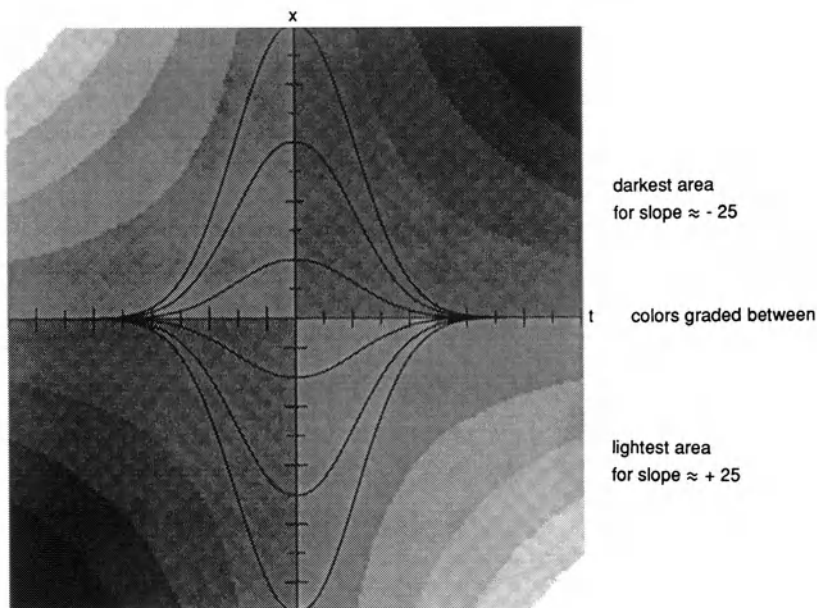 x
darkest area
for slope ≈ - 25
t
colors graded between
lightest area
for slope ≈ + 25